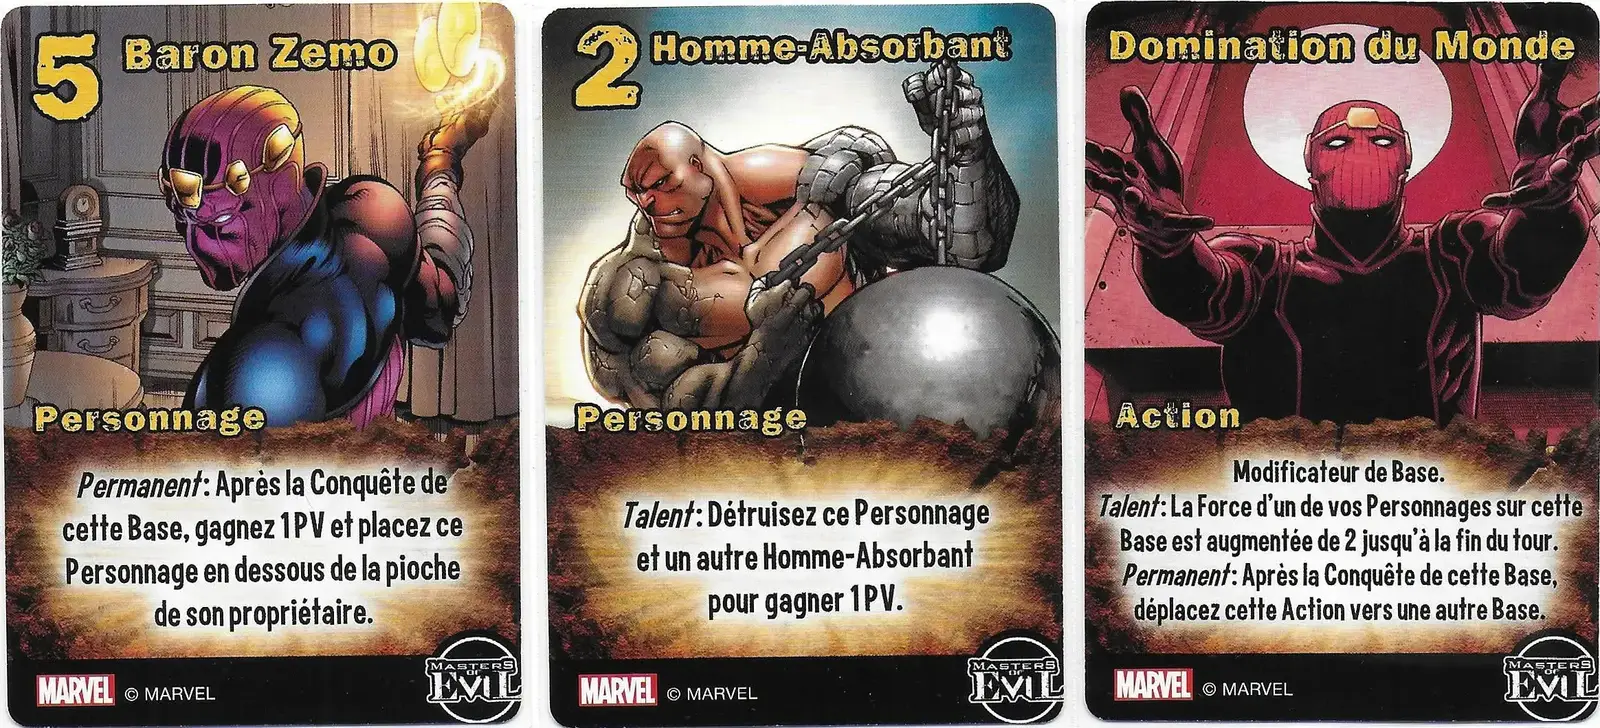 5
Baron Zemo
Personnage
Permanent: Après la Conquête de
cette Base, gagnez 1 PV et placez ce
Personnage en dessous de la pioche
de son propriétaire.
MARVEL © MARVEL
MASTERS
OF
EVIL
2
Homme-Absorbant
Personnage
Talent: Détruisez ce Personnage
et un autre Homme-Absorbant
pour gagner 1 PV.
MARVEL © MARVEL
MASTERS
OF
EVIL
Domination du Monde
Action
Modificateur de Base.
Talent: La Force d'un de vos Personnages sur cette
Base est augmentée de 2 jusqu'à la fin du tour.
Permanent: Après la Conquête de cette Base,
déplacez cette Action vers une autre Base.
MARVEL © MARVEL
MASTERS
OF
EVIL